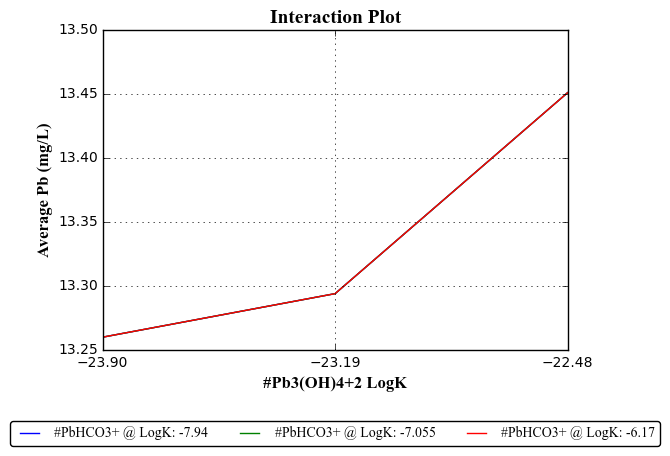 Interaction Plot
13.50
13.45
13.40
13.35
13.30
13.25
Average Pb (mg/L)
−23.90 −23.19 −22.48
#Pb3(OH)4+2 LogK
#PbHCO3+ @ LogK: -7.94 #PbHCO3+ @ LogK: -7.055 #PbHCO3+ @ LogK: -6.17